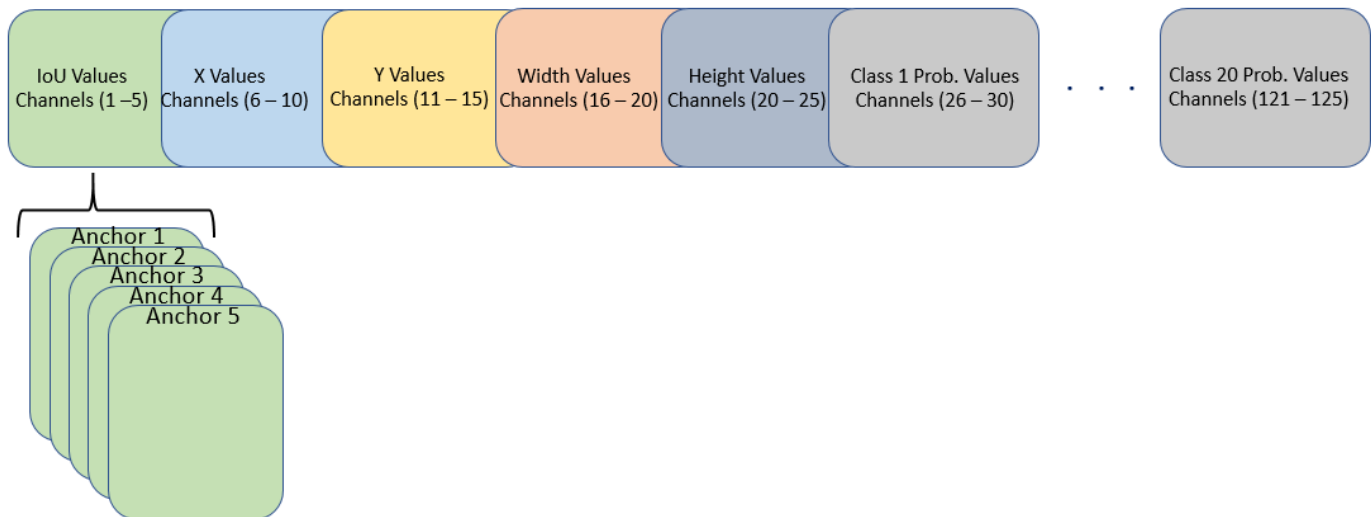 IoU Values
Channels (1 –5)
X Values
Channels (6 – 10)
Y Values
Channels (11 – 15)
Width Values
Channels (16 – 20)
Height Values
Channels (20 – 25)
Class 1 Prob. Values
Channels (26 – 30)
. . . .
Class 20 Prob. Values
Channels (121 – 125)
Anchor 1
Anchor 2
Anchor 3
Anchor 4
Anchor 5